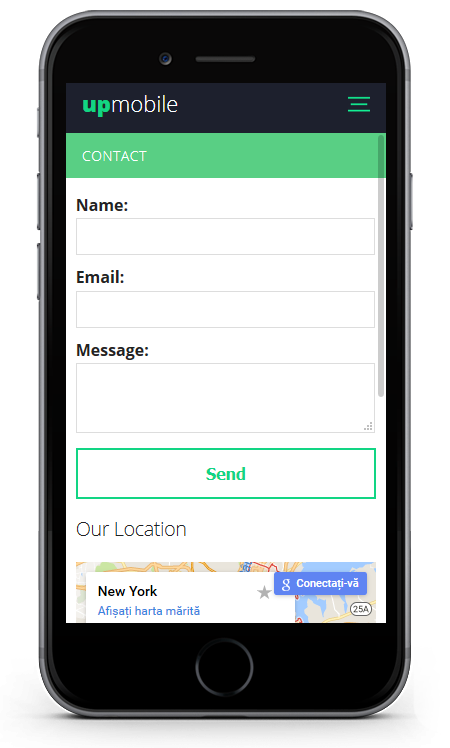 upmobile
CONTACT
Name:
Email:
Message:
Send
Our Location
New York
Afișați harta mărită
Conectați-vă
25A